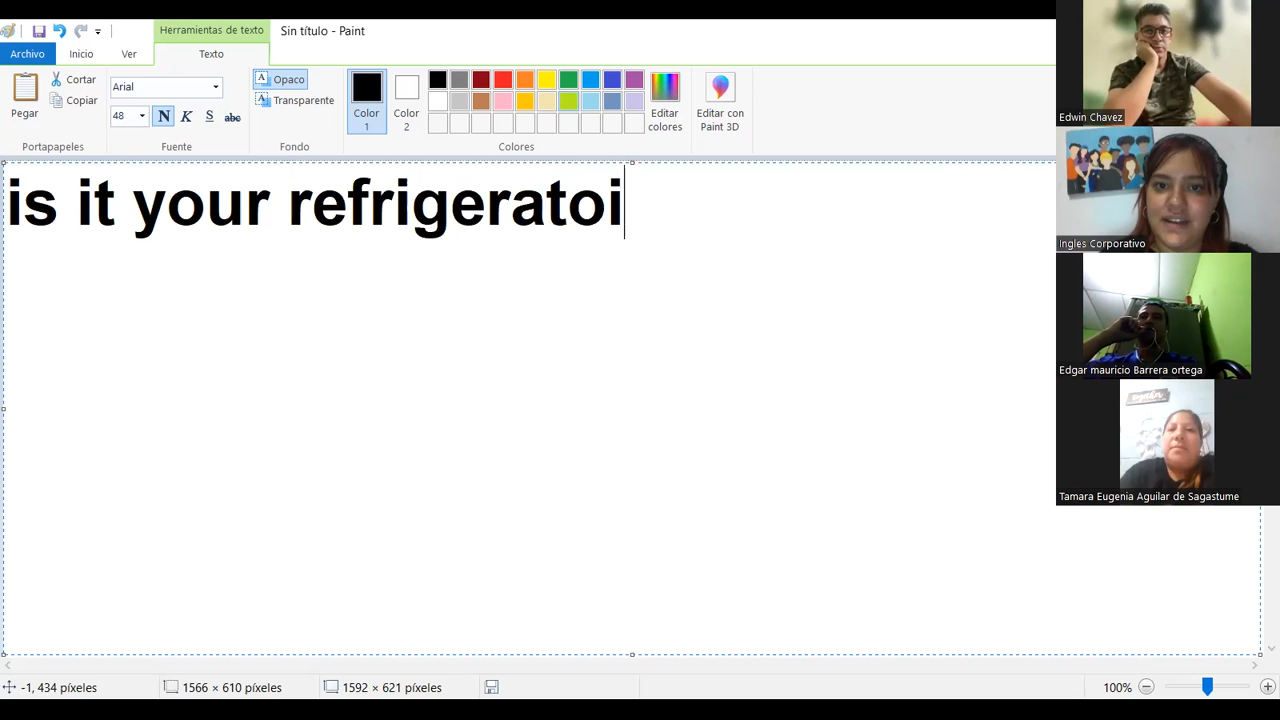 Herramientas de texto
Sin título - Paint
Archivo
Inicio
Ver
Texto
Pegar
Cortar
Copiar
Portapapeles
Arial
48
N
K
S
abc
Fuente
Opaco
Transparente
Fondo
Color
1
Color
2
Editar
colores
Editar con
Paint 3D
Colores
is it your refrigeratoi
Edwin Chavez
Ingles Corporativo
Edgar mauricio Barrera ortega
Tamara Eugenia Aguilar de Sagastume
-1, 434 píxeles
1566 × 610 píxeles
1592 × 621 píxeles
100%